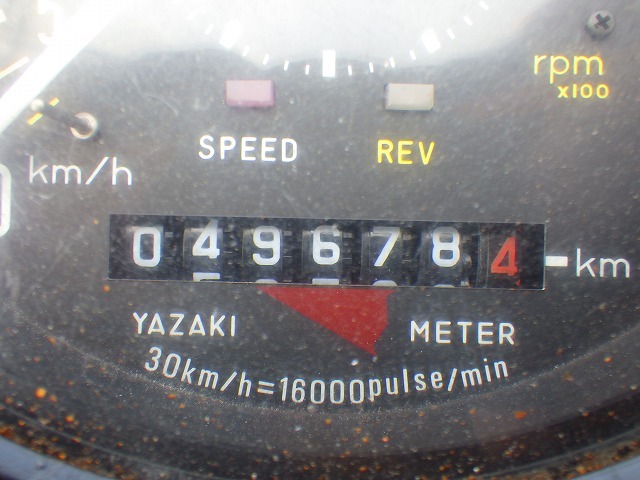 rpm
x100
SPEED REV
km/h
0496784 km
YAZAKI METER
30km/h=16000pulse/min